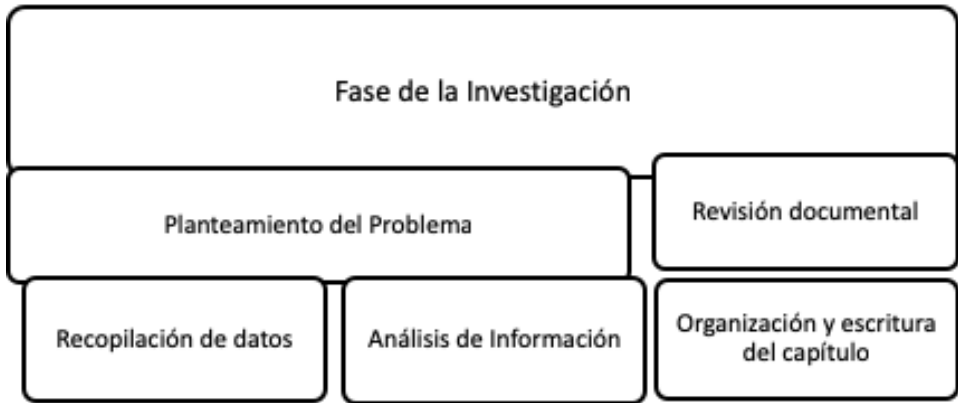 Fase de la Investigación
Planteamiento del Problema
Revisión documental
Recopilación de datos
Análisis de Información
Organización y escritura
del capítulo